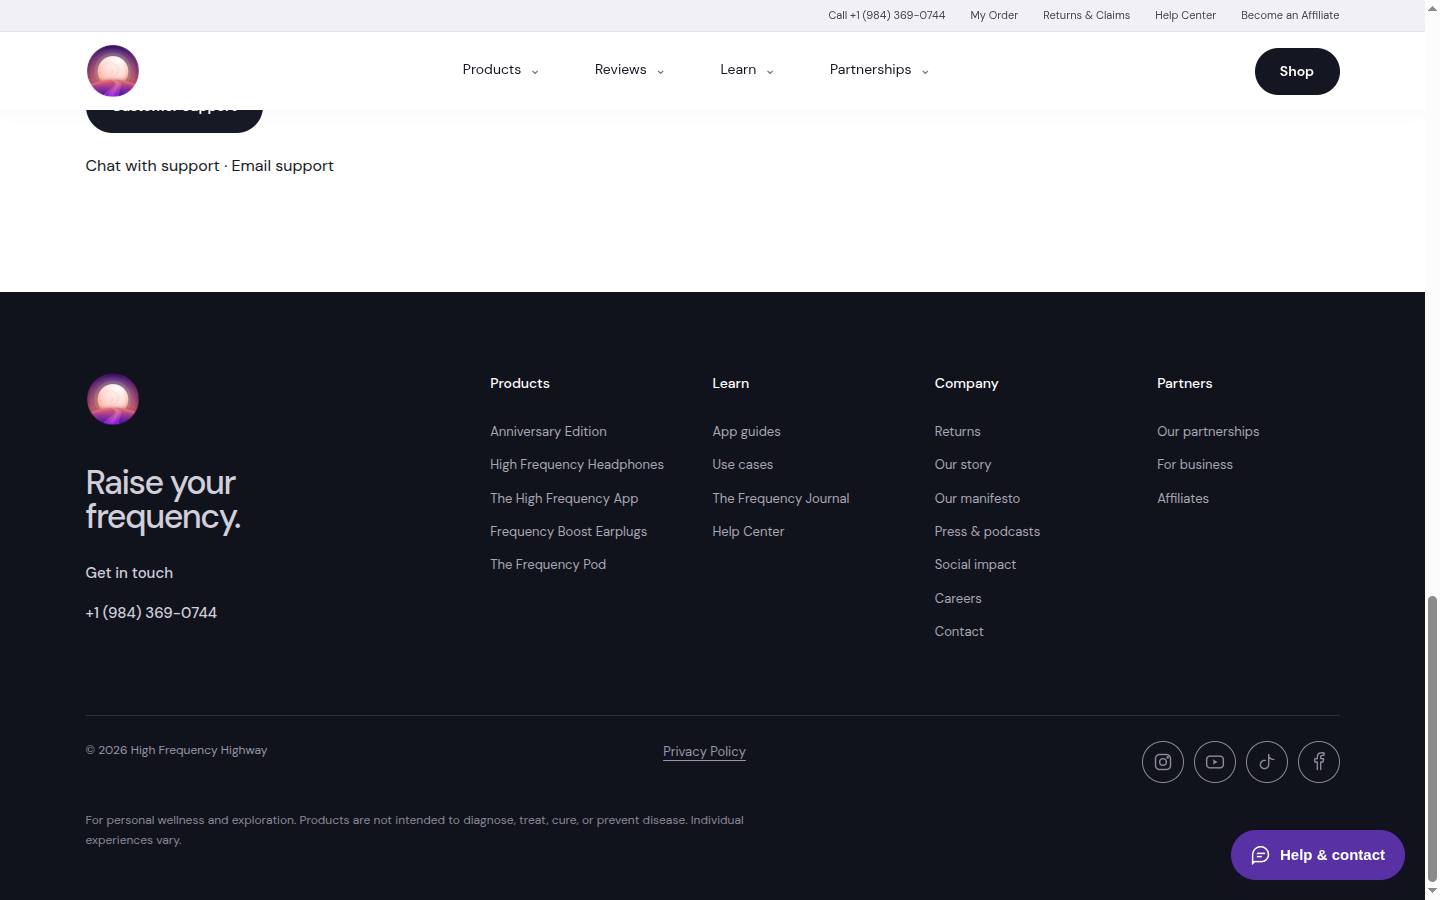 Call +1 (984) 369-0744 My Order Returns & Claims Help Center Become an Affiliate
Products Reviews Learn Partnerships Shop
Chat with support · Email support
Products Learn Company Partners
Anniversary Edition App guides Returns Our partnerships
High Frequency Headphones Use cases Our story For business
The High Frequency App The Frequency Journal Our manifesto Affiliates
Frequency Boost Earplugs Help Center Press & podcasts
The Frequency Pod Social impact
Careers
Contact
Raise your
frequency.
Get in touch
+1 (984) 369-0744
© 2026 High Frequency Highway Privacy Policy
For personal wellness and exploration. Products are not intended to diagnose, treat, cure, or prevent disease. Individual
experiences vary.
Help & contact